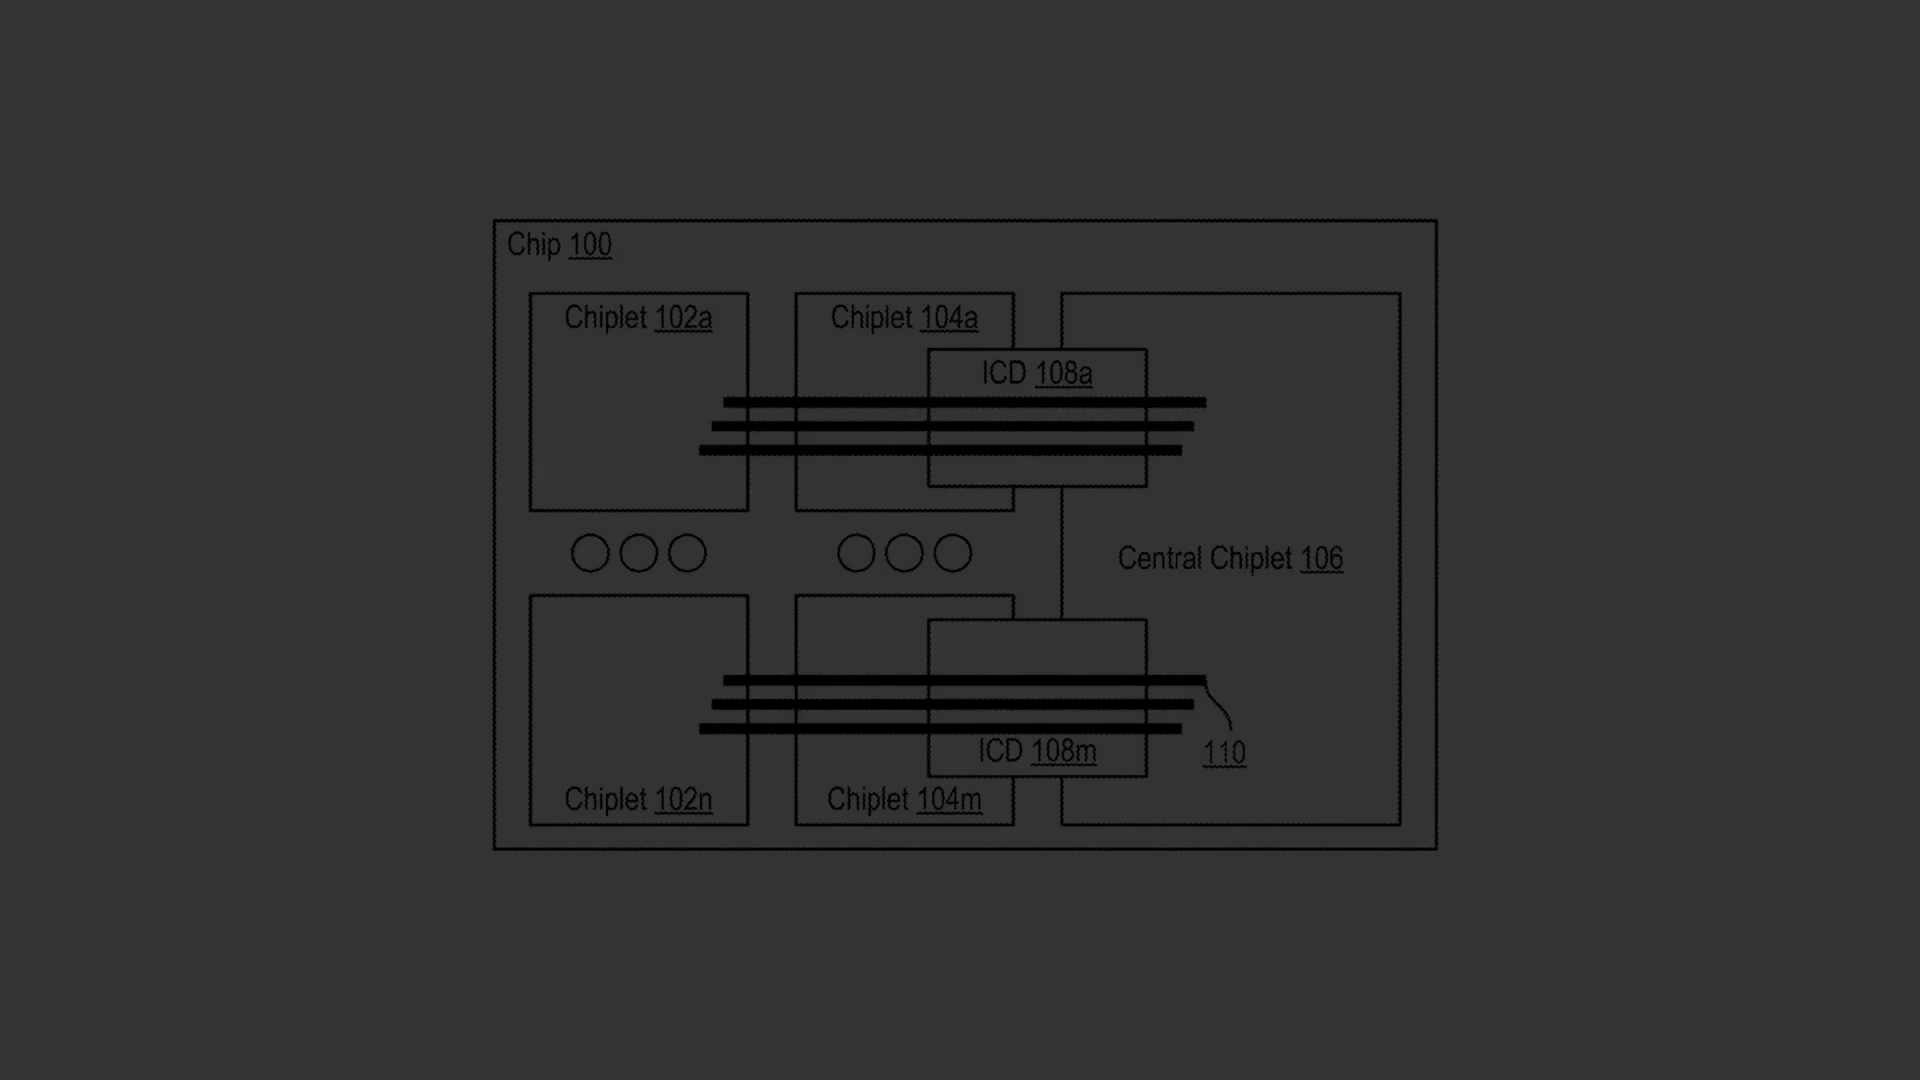 Chip 100
Chiplet 102a
Chiplet 104a
ICD 108a
Central Chiplet 106
ICD 108m
110
Chiplet 102n
Chiplet 104m